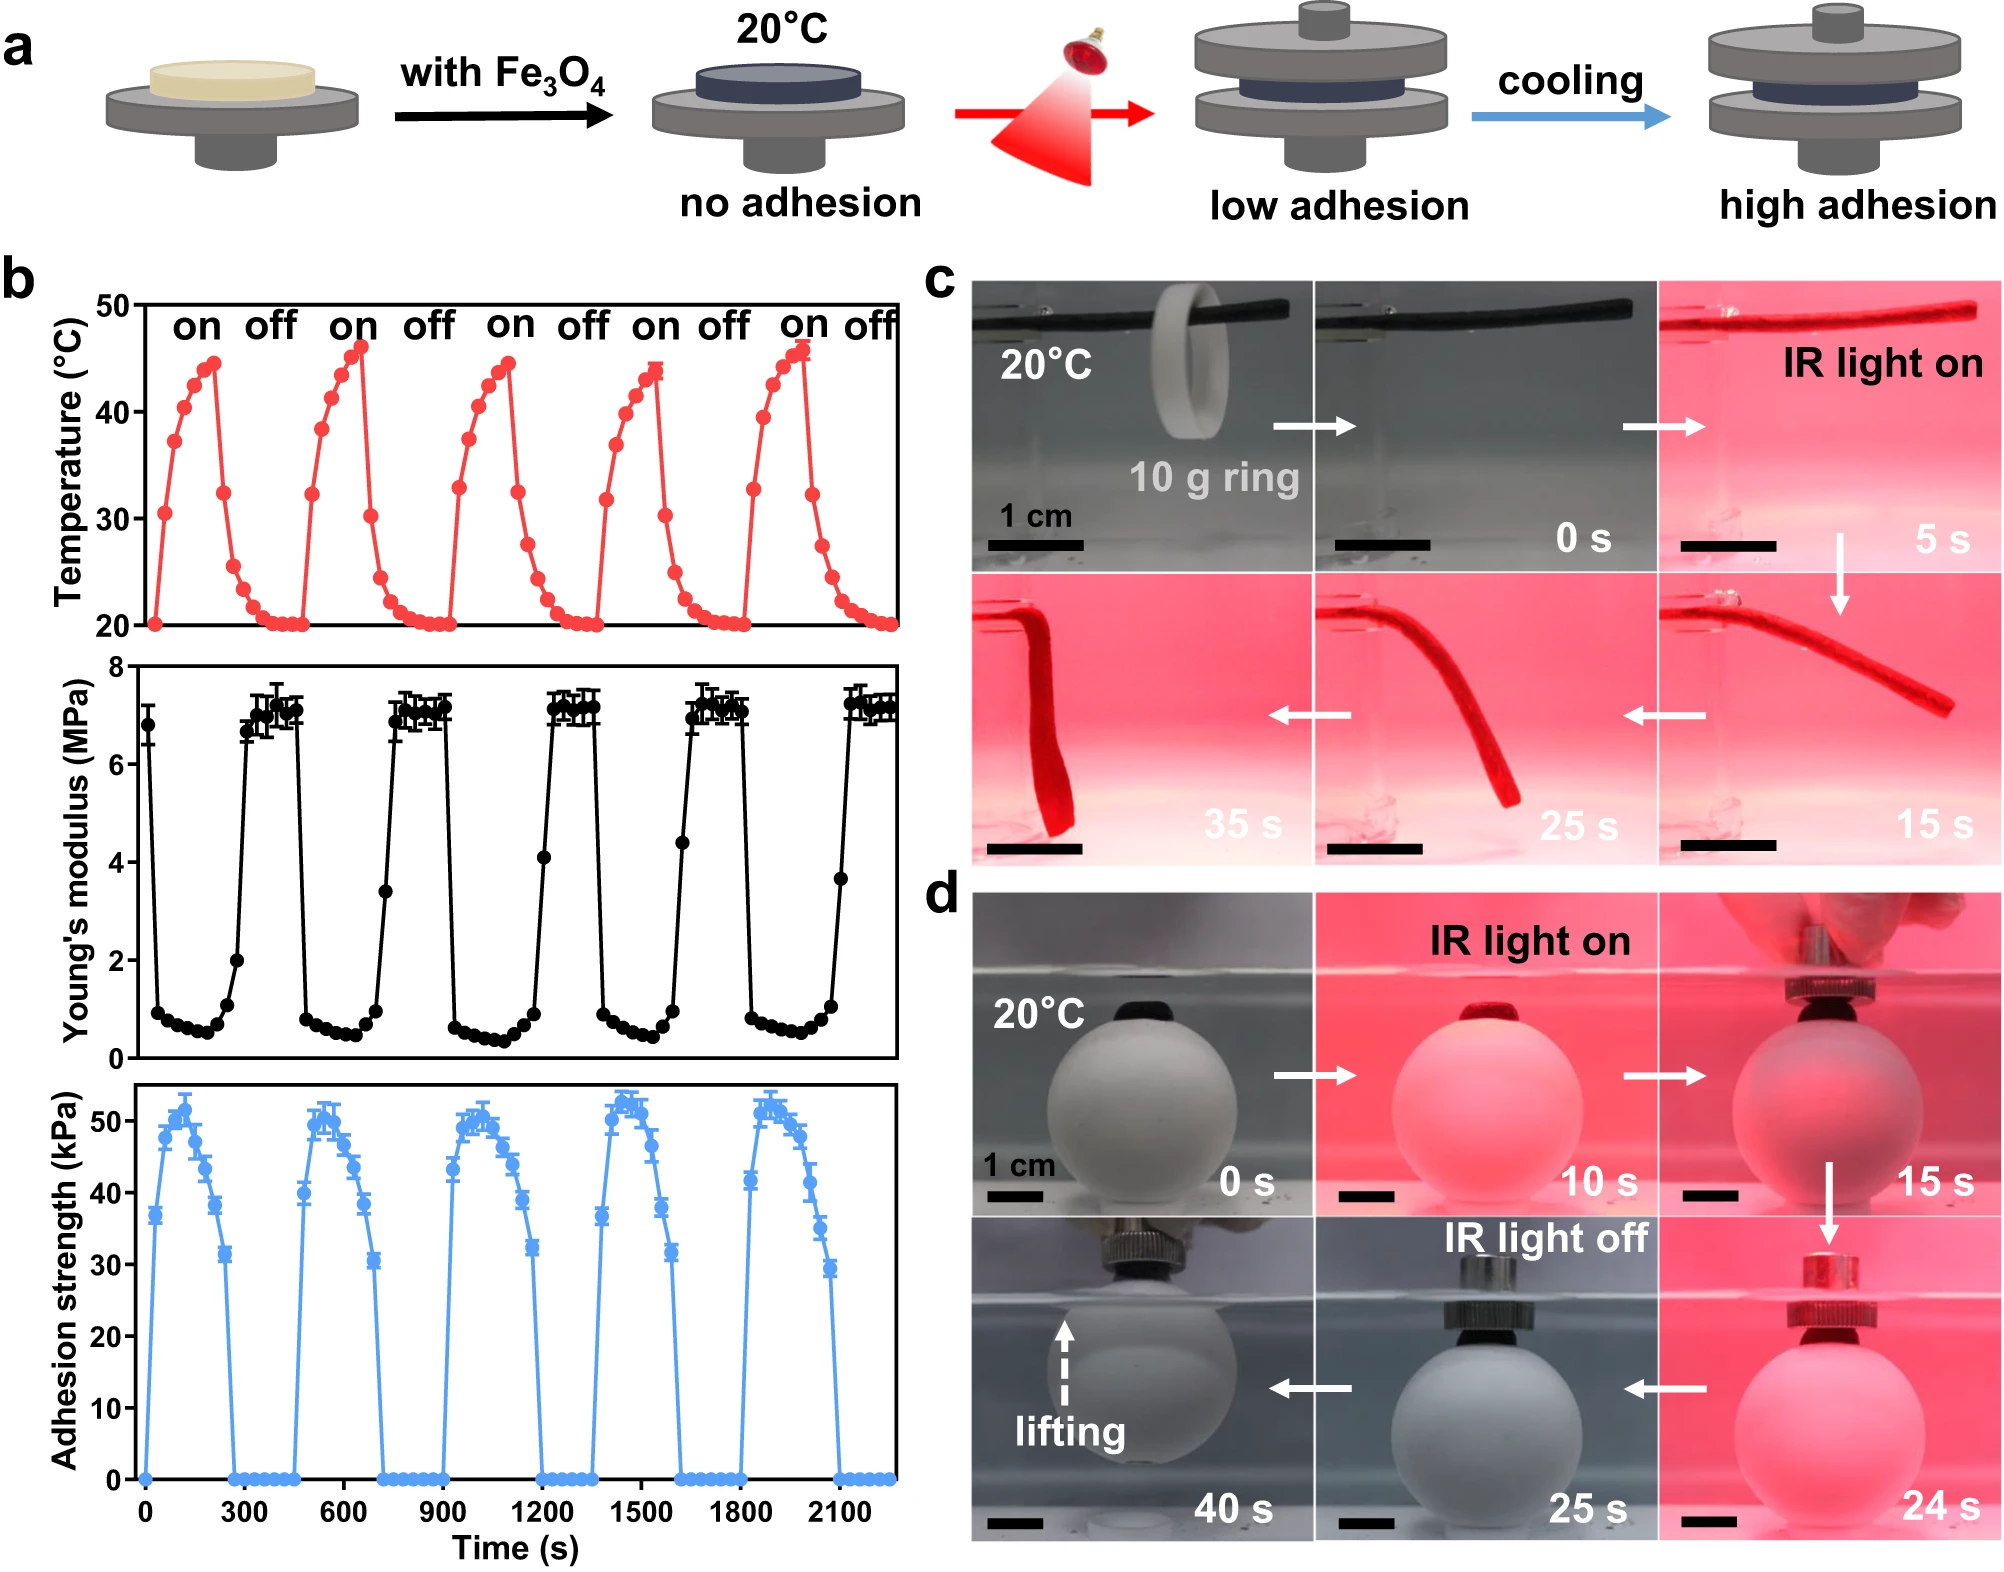 a
with Fe3O4
20°C
no adhesion
low adhesion
cooling
high adhesion
b
50
40
30
20
Temperature (°C)
on off on off on off on off on off
8
6
4
2
0
Young's modulus (MPa)
50
40
30
20
10
0
Adhesion strength (kPa)
0 300 600 900 1200 1500 1800 2100
Time (s)
c
20°C
10 g ring
1 cm
0 s
IR light on
5 s
35 s
25 s
15 s
d
20°C
1 cm
0 s
IR light on
10 s
15 s
lifting
40 s
IR light off
25 s
24 s